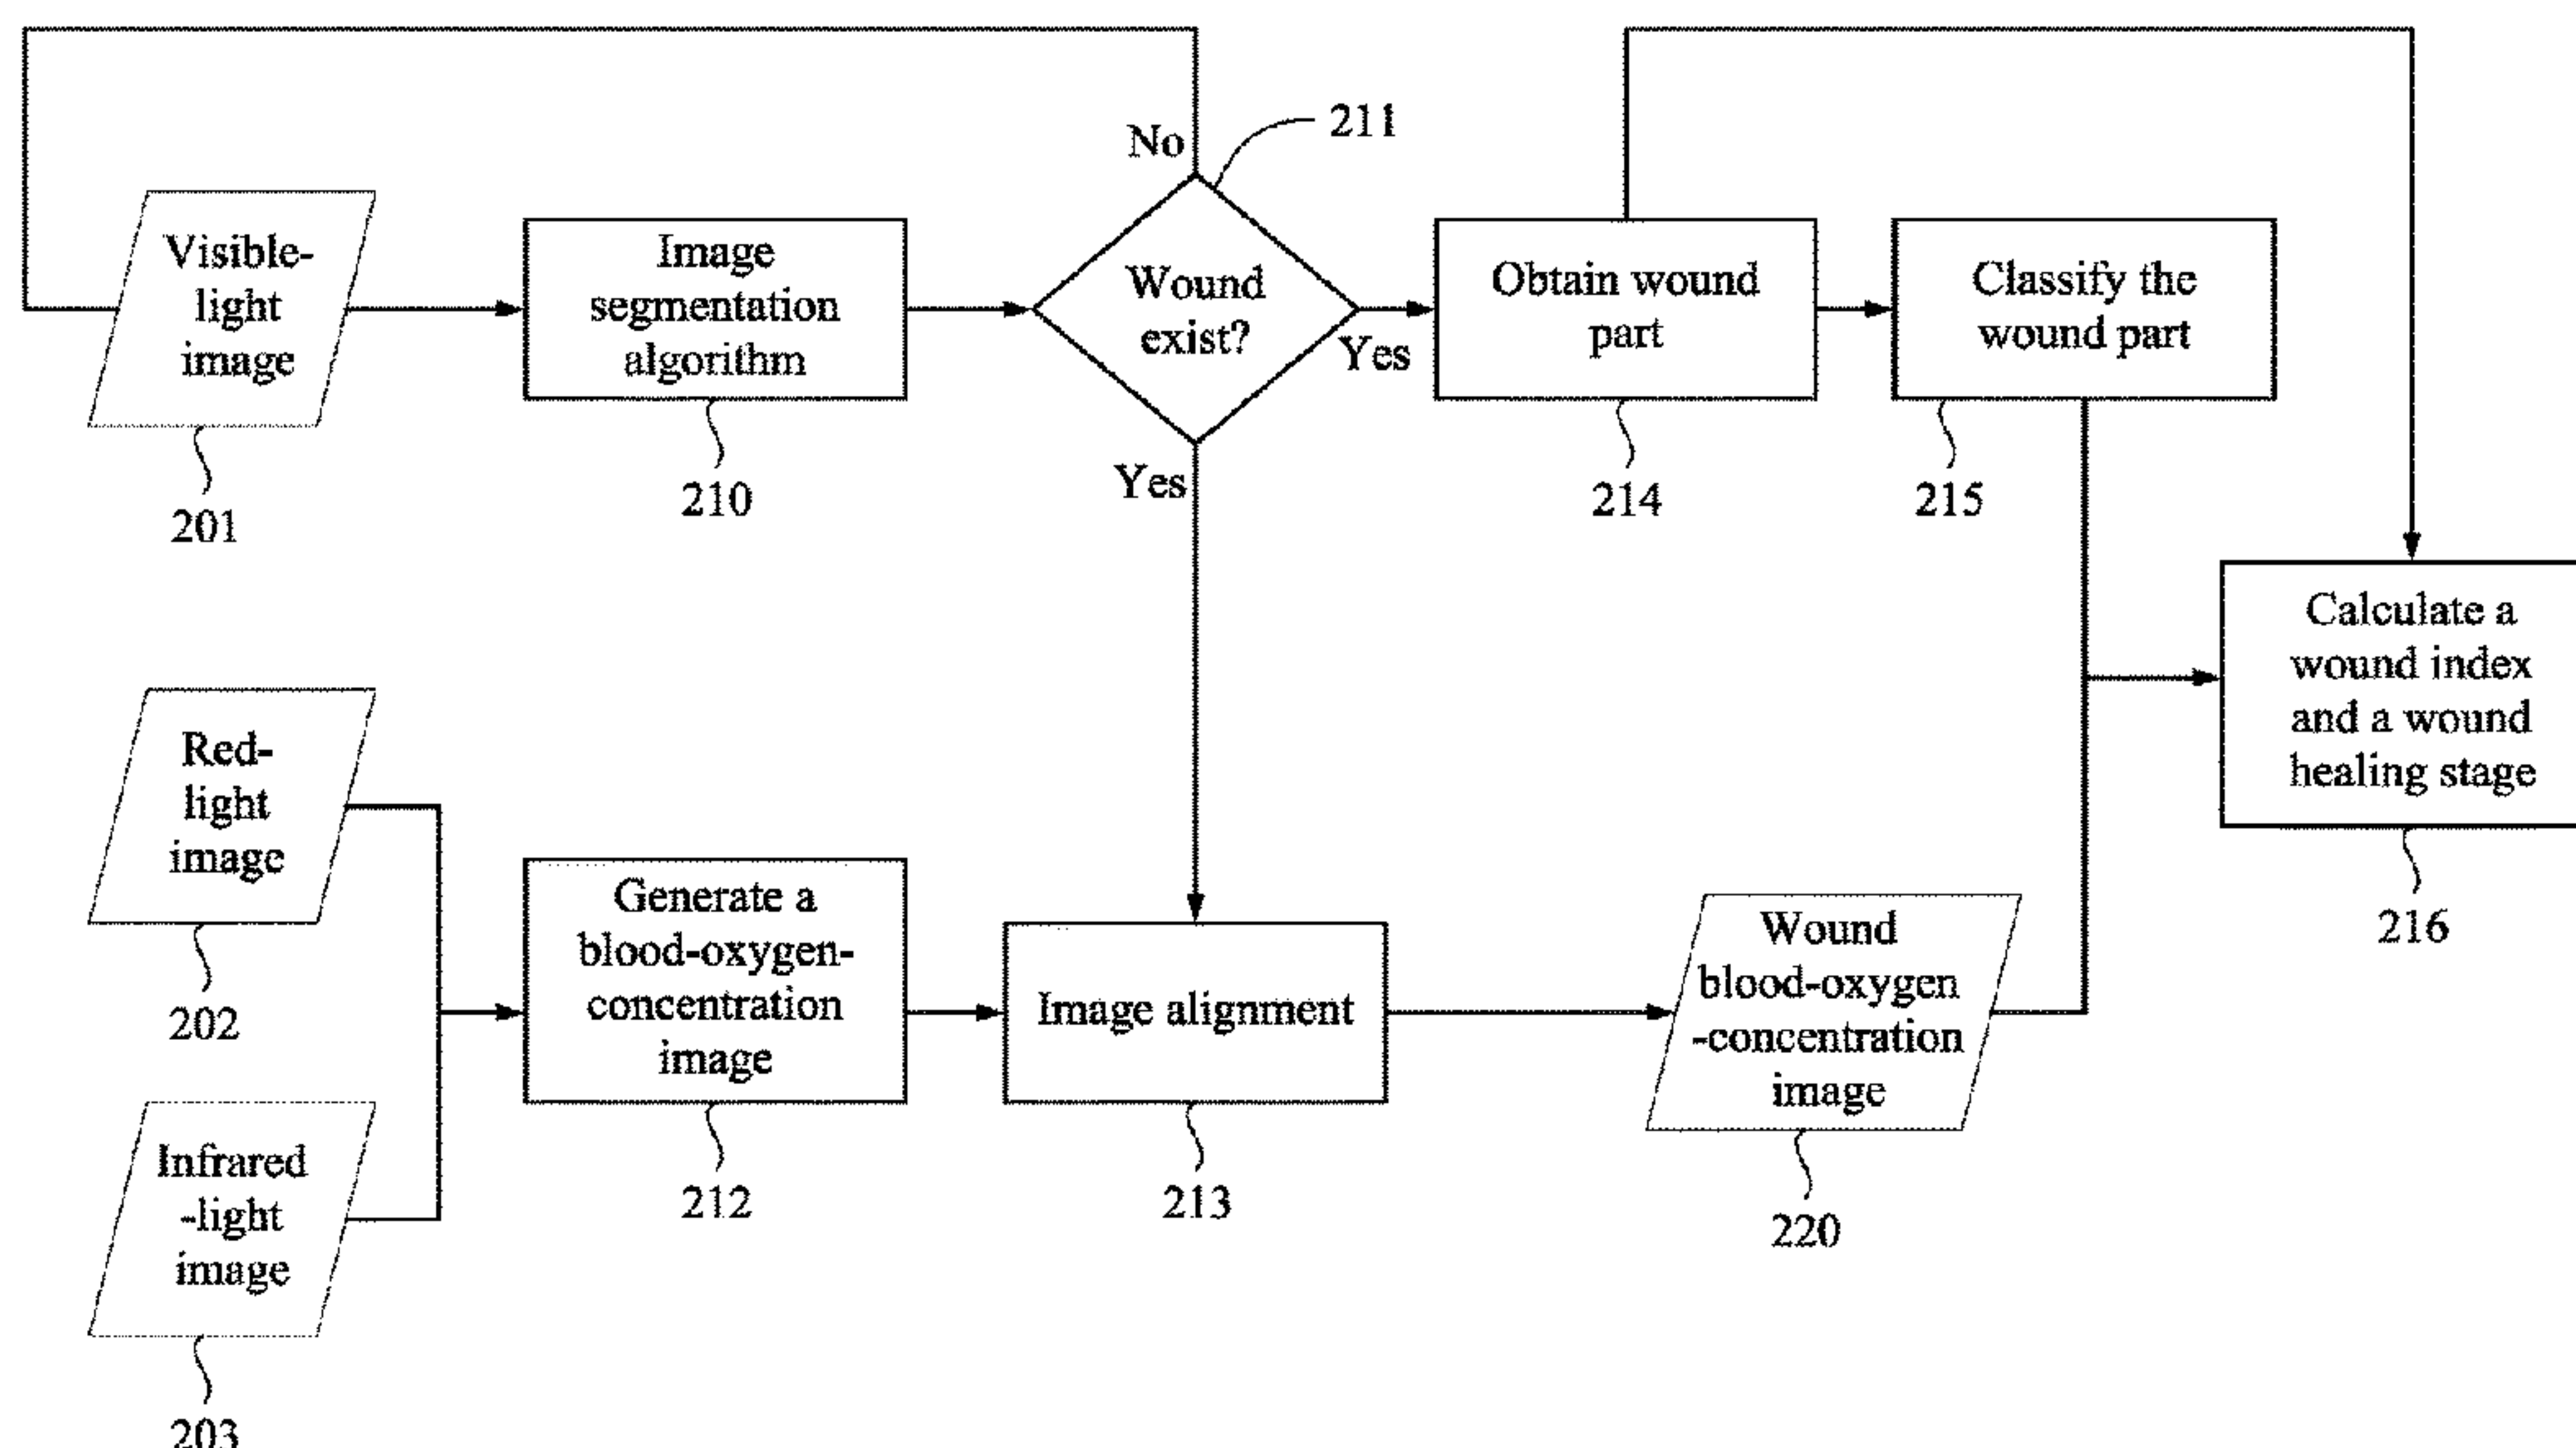 No
211
Visible-
light
image
201
Image
segmentation
algorithm
210
Wound
exist?
Yes
Yes
Obtain wound
part
214
Classify the
wound part
215
Calculate a
wound index
and a wound
healing stage
216
Red-
light
image
202
Infrared
-light
image
203
Generate a
blood-oxygen-
concentration
image
212
Image alignment
213
Wound
blood-oxygen
-concentration
image
220